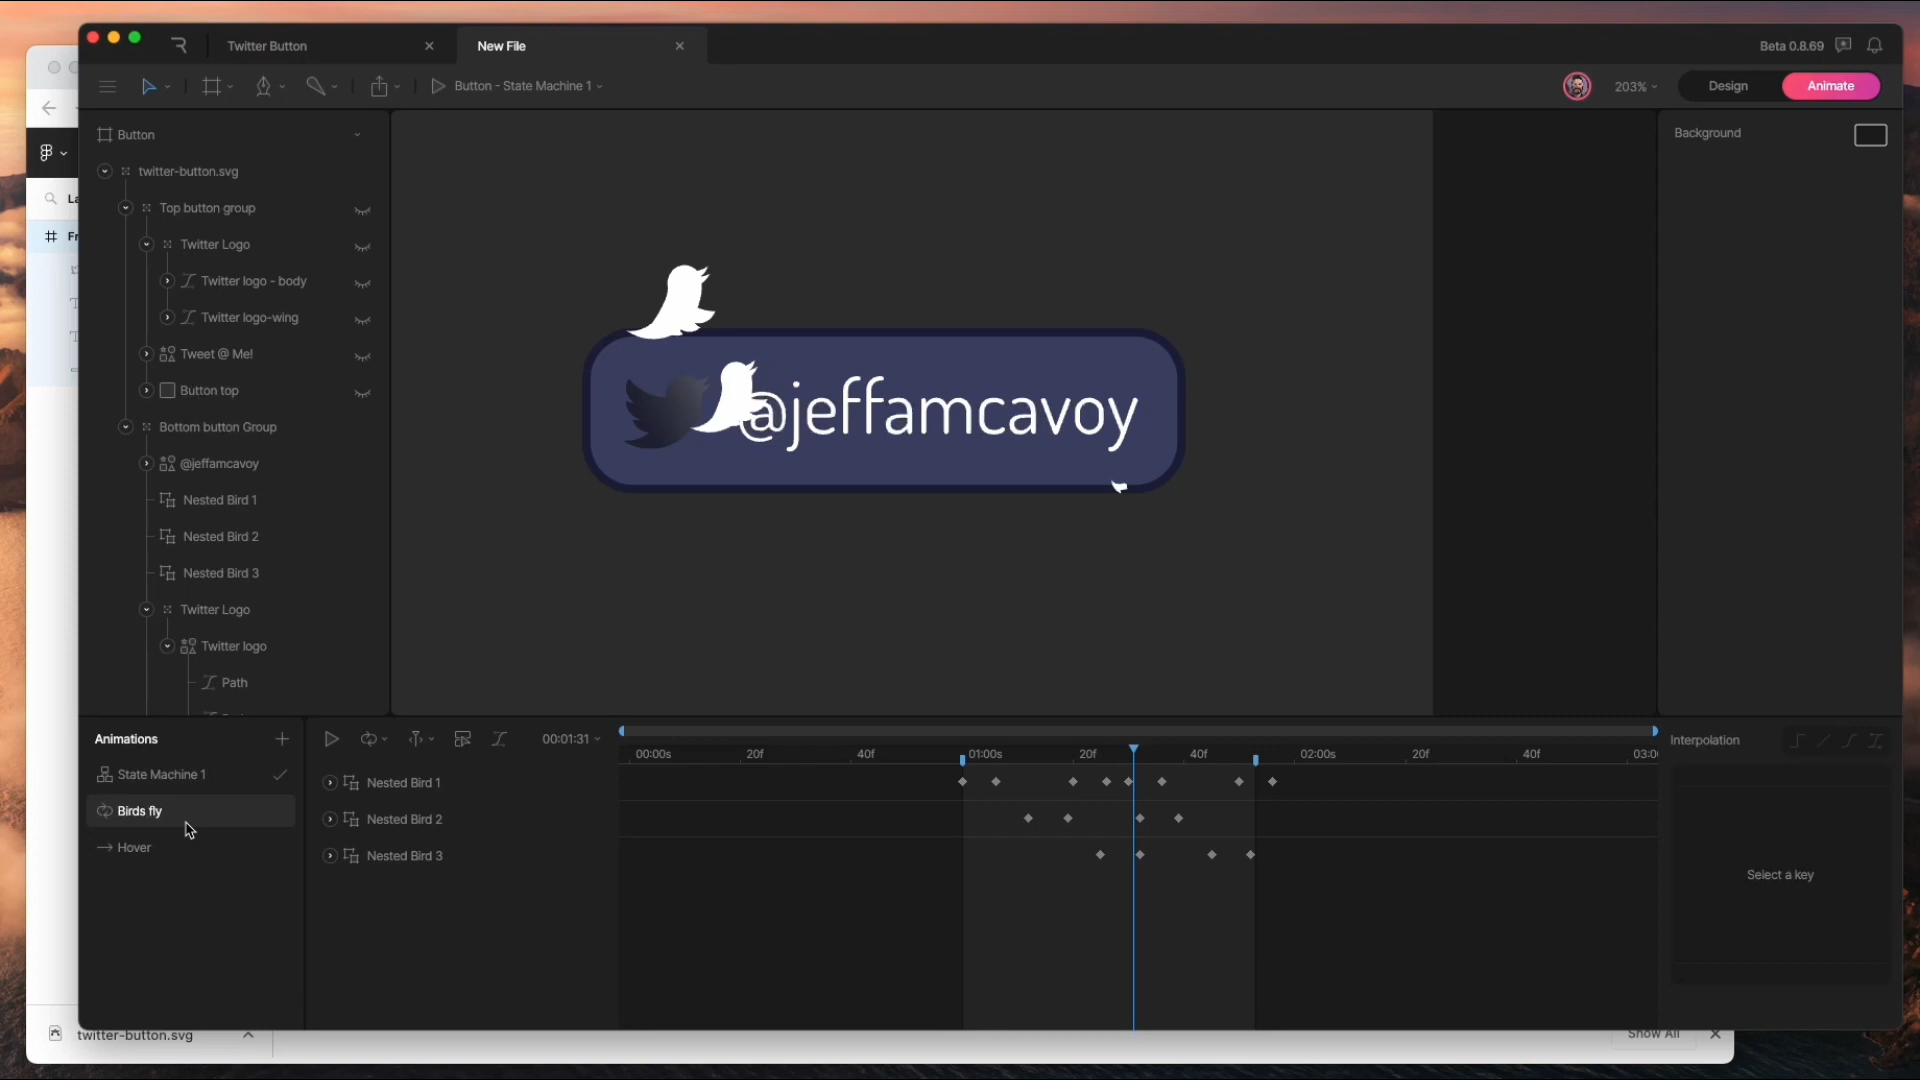 Twitter Button
New File
Beta 0.8.69
Button - State Machine 1
203%
Design
Animate
Button
twitter-button.svg
Top button group
Twitter Logo
Twitter logo - body
Twitter logo-wing
Tweet @ Me!
Button top
Bottom button Group
@jeffamcavoy
Nested Bird 1
Nested Bird 2
Nested Bird 3
Twitter Logo
Twitter logo
Path
La
Fr
@jeffamcavoy
Background
Animations
State Machine 1
Birds fly
Hover
00:01:31
00:00s
20f
40f
01:00s
20f
40f
02:00s
20f
40f
03:0
Nested Bird 1
Nested Bird 2
Nested Bird 3
Interpolation
Select a key
twitter-button.svg
Show All